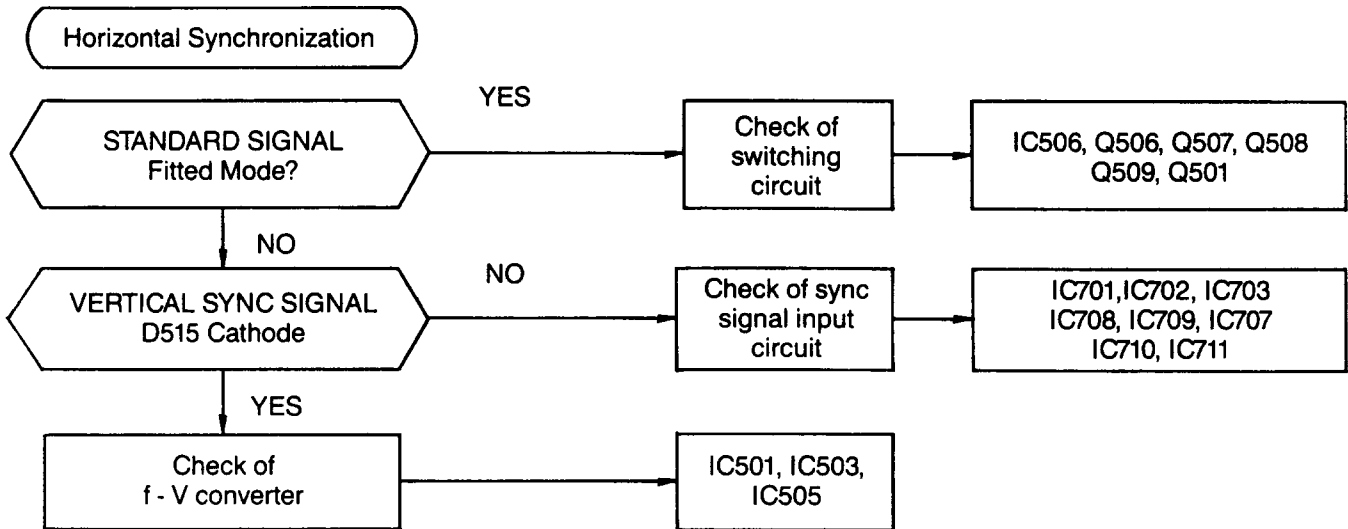 Horizontal Synchronization
YES
STANDARD SIGNAL
Fitted Mode?
Check of
switching
circuit
IC506, Q506, Q507, Q508
Q509, Q501
NO
NO
VERTICAL SYNC SIGNAL
D515 Cathode
Check of sync
signal input
circuit
IC701,IC702, IC703
IC708, IC709, IC707
IC710, IC711
YES
Check of
f - V converter
IC501, IC503,
IC505